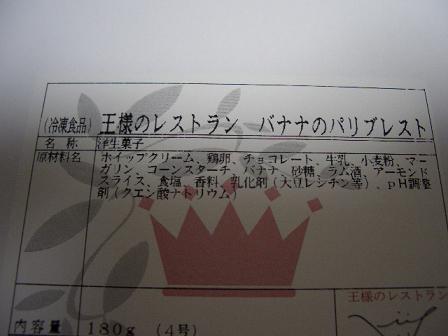 (冷凍食品) 王様のレストラン バナナのパリブレスト
名 称 洋生菓子
原材料名 ホイップクリーム、鶏卵、チョコレート、牛乳、小麦粉、マー
ガリン、コーンスターチ、バナナ、砂糖、ラム酒、アーモンド
スライス、食塩、香料、乳化剤(大豆レシチン等)、pH調整
剤(クエン酸ナトリウム)
内容量 180g (4号)
王様のレストラン